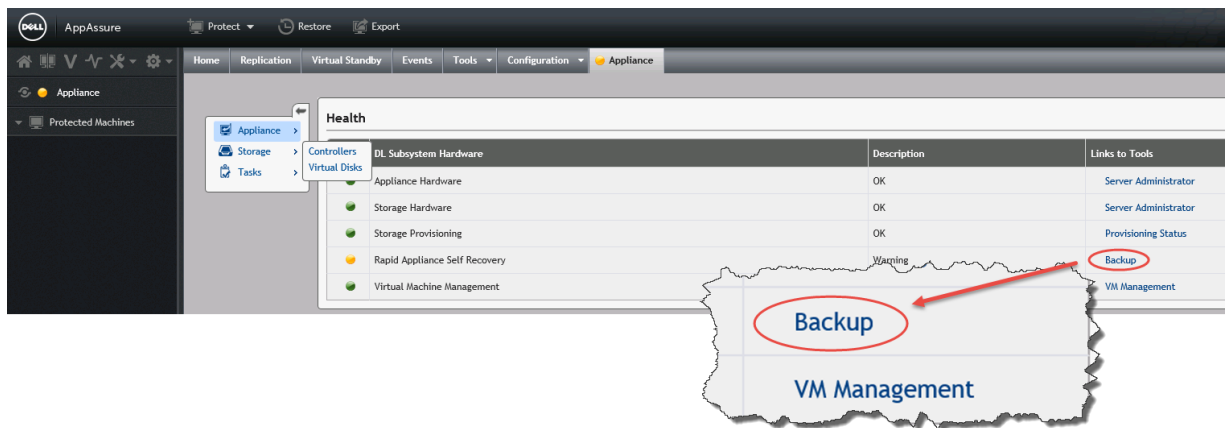 DELL AppAssure Protect Restore Export
Home Replication Virtual Standby Events Tools Configuration Appliance
Appliance
Protected Machines
Appliance
Storage
Tasks
Controllers
Virtual Disks
Health
DL Subsystem Hardware Description Links to Tools
Appliance Hardware OK Server Administrator
Storage Hardware OK Server Administrator
Storage Provisioning OK Provisioning Status
Rapid Appliance Self Recovery Warning Backup
Virtual Machine Management VM Management
Backup
VM Management